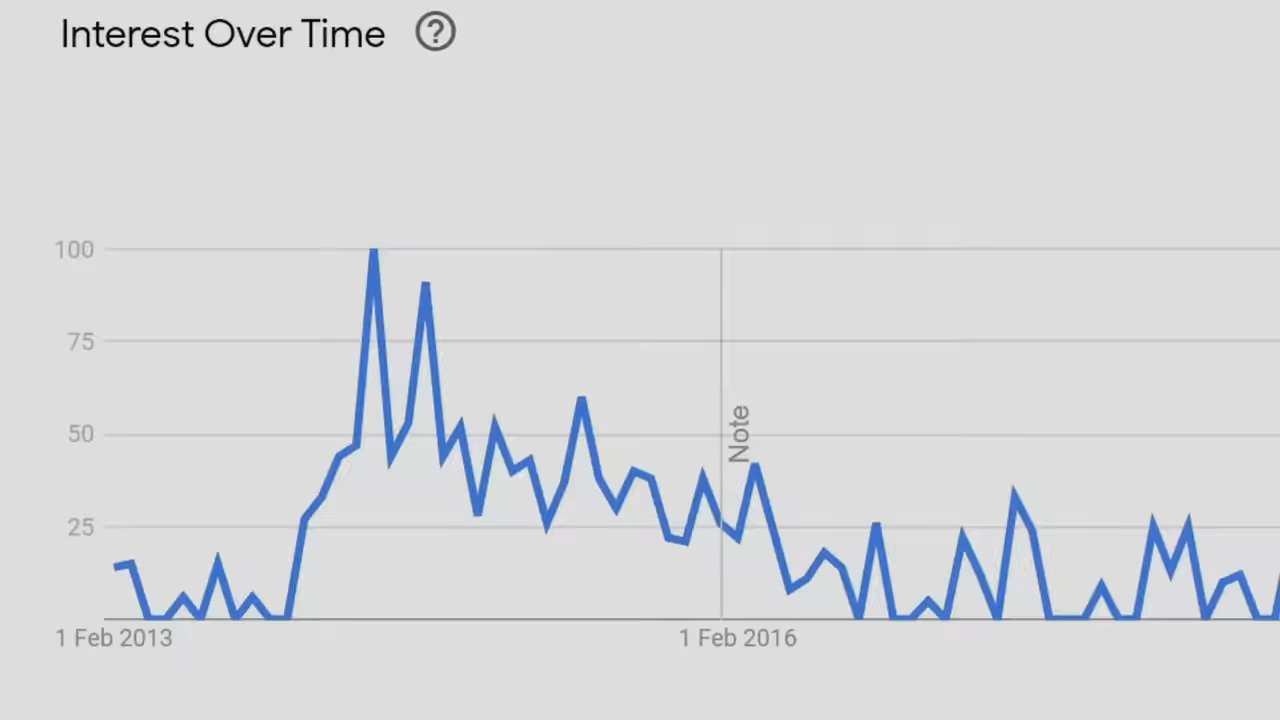 Interest Over Time ?
100
75
50
25
Note
1 Feb 2013
1 Feb 2016